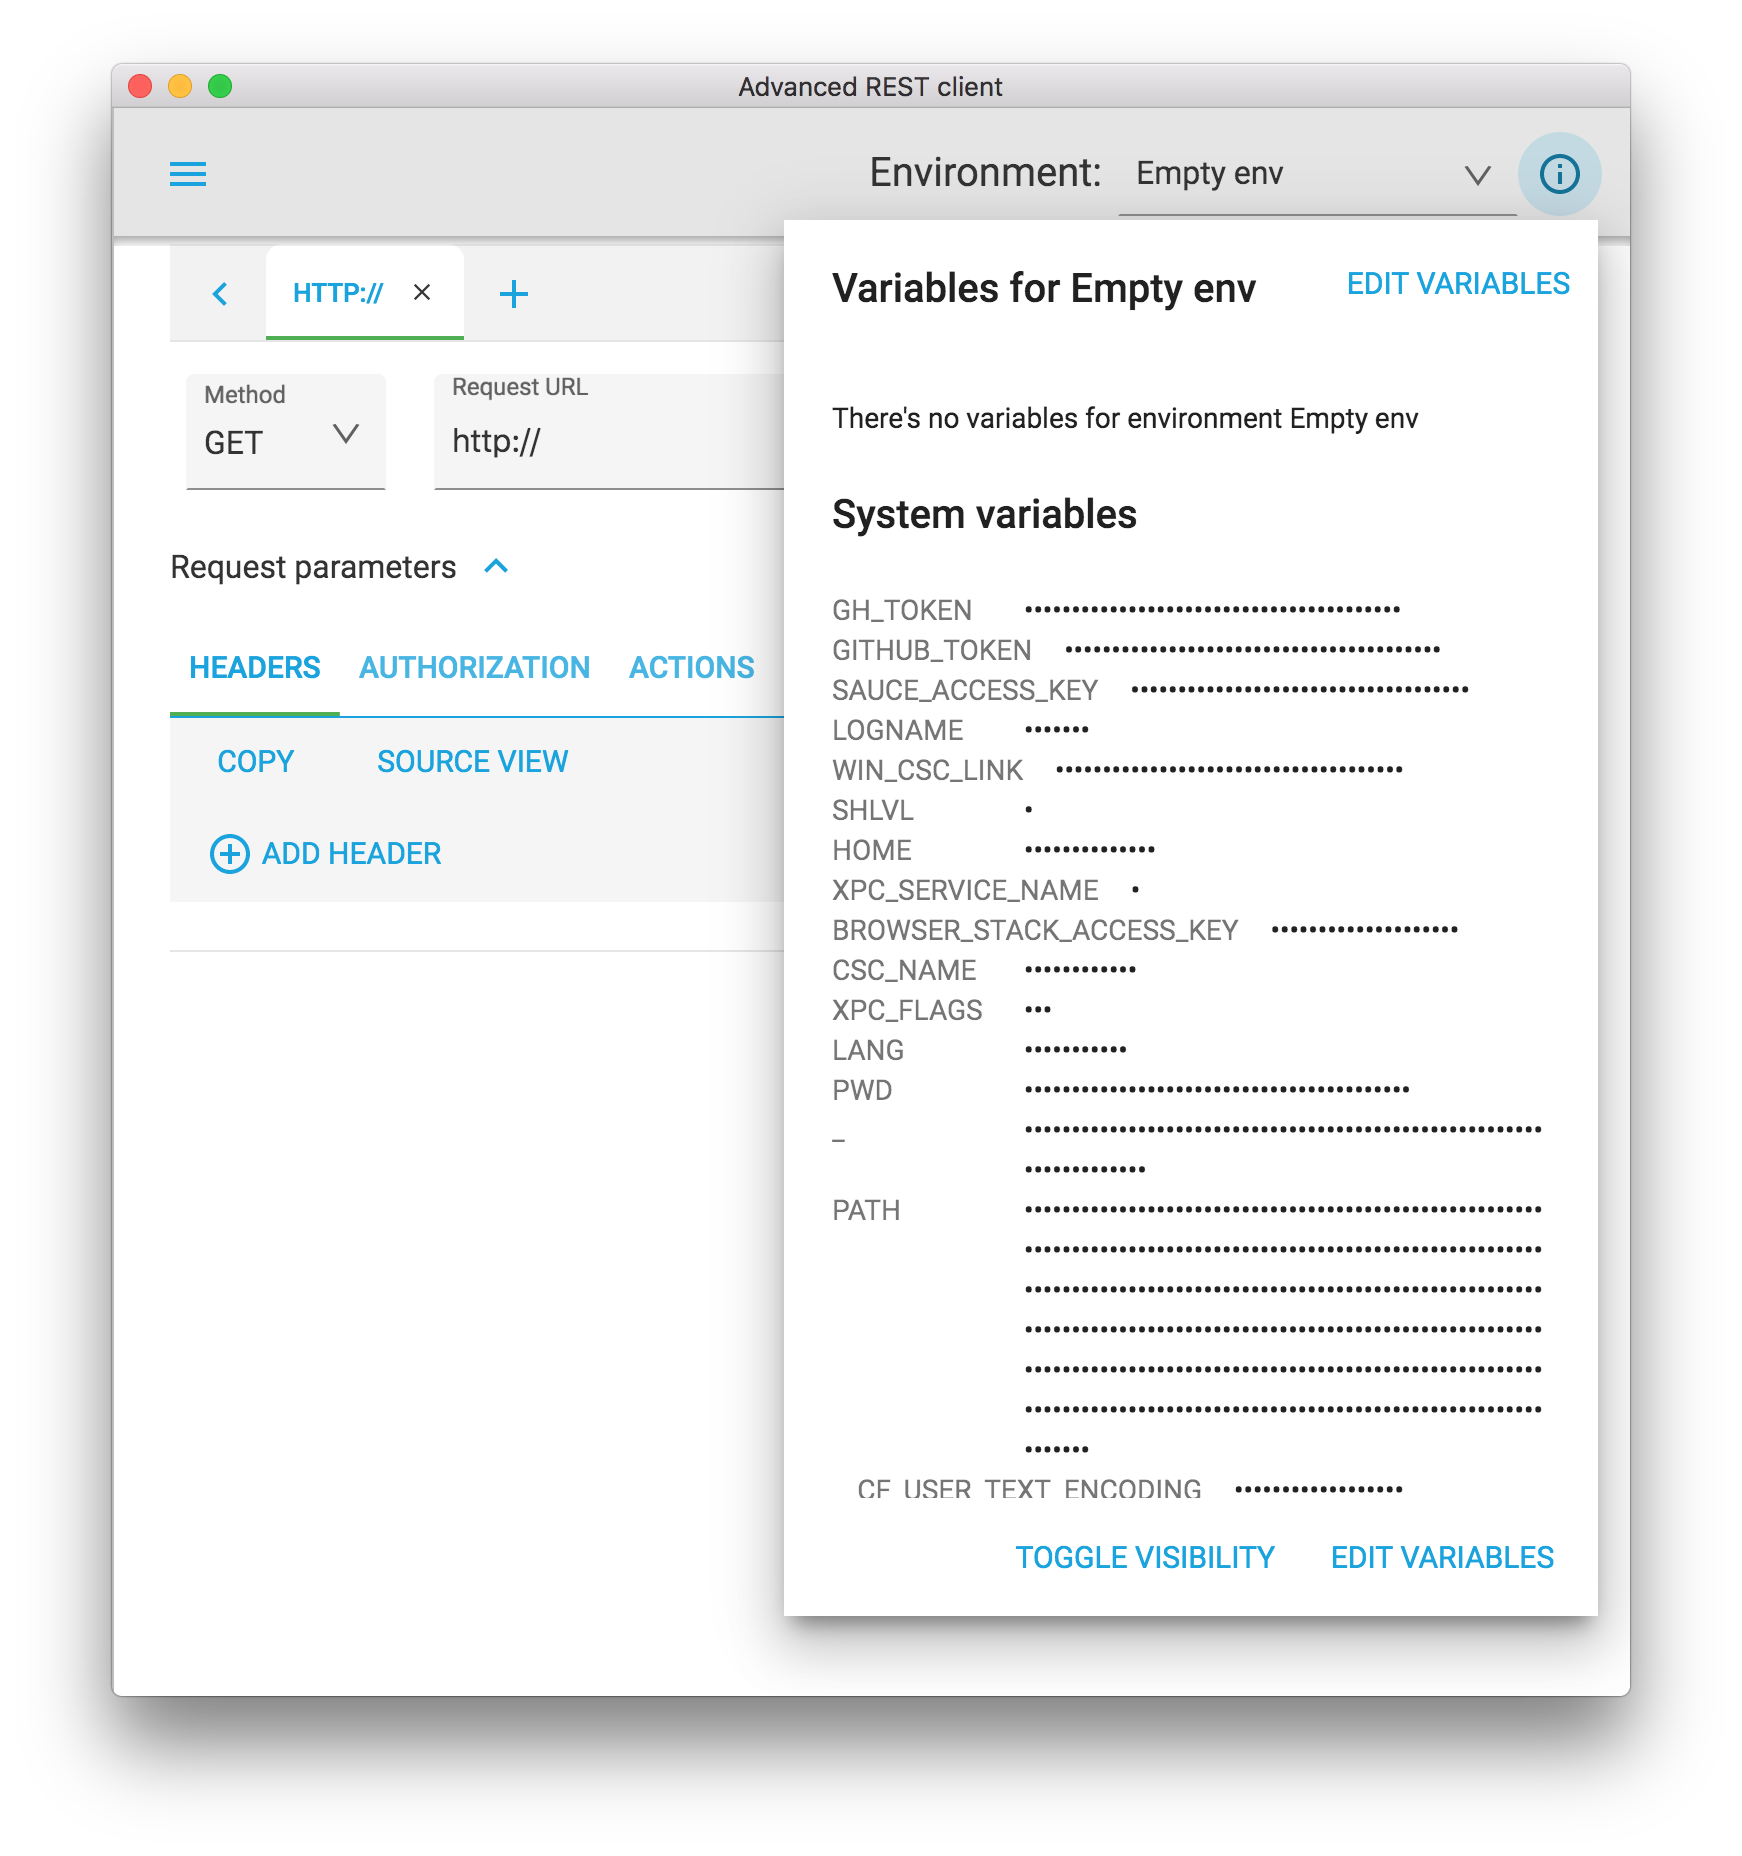 Advanced REST client
Environment: Empty env
HTTP://
Method
GET
Request URL
http://
Request parameters
HEADERS AUTHORIZATION ACTIONS
COPY SOURCE VIEW
ADD HEADER
Variables for Empty env EDIT VARIABLES
There's no variables for environment Empty env
System variables
GH_TOKEN
GITHUB_TOKEN
SAUCE_ACCESS_KEY
LOGNAME
WIN_CSC_LINK
SHLVL
HOME
XPC_SERVICE_NAME
BROWSER_STACK_ACCESS_KEY
CSC_NAME
XPC_FLAGS
LANG
PWD
_
PATH
CF_USER_TEXT_ENCODING
TOGGLE VISIBILITY EDIT VARIABLES